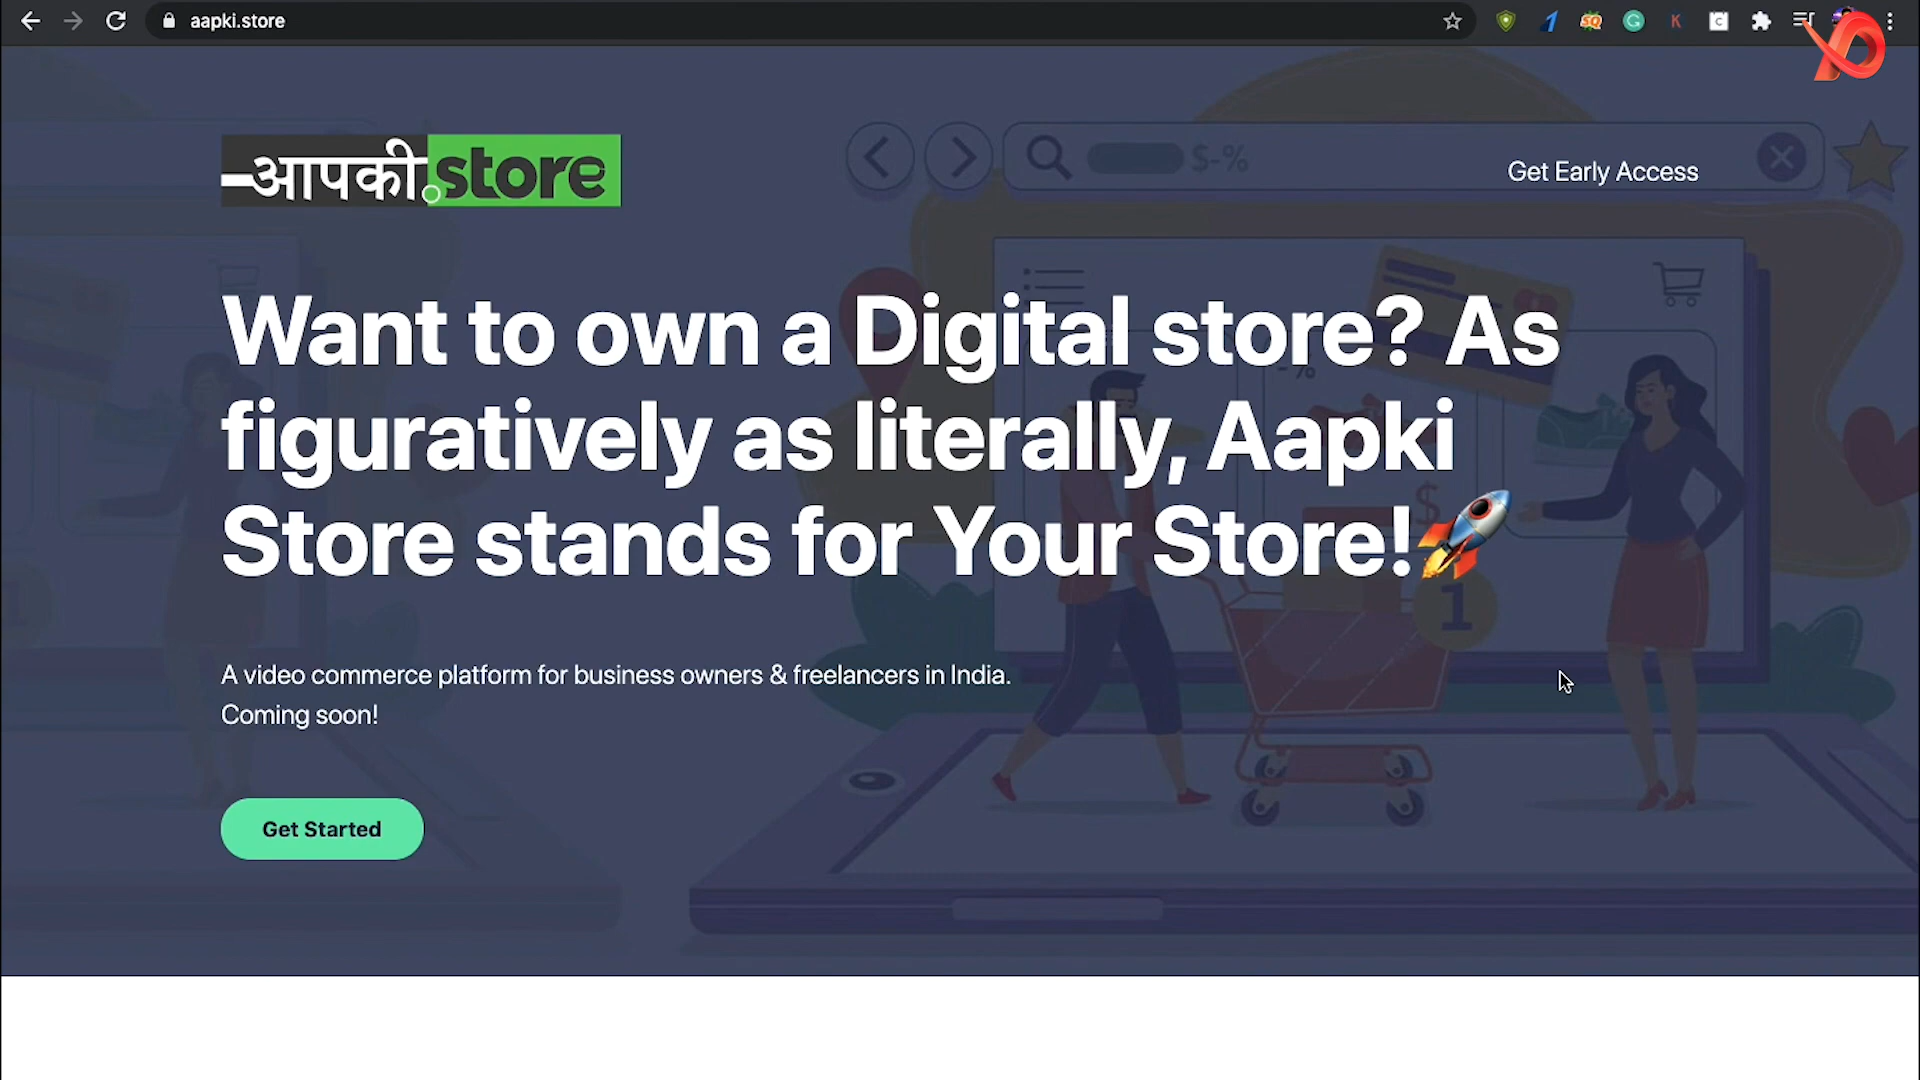 aapki.store
आपकी.store
$-%
Get Early Access
Want to own a Digital store? As
figuratively as literally, Aapki
Store stands for Your Store!🚀
-%
$
1
A video commerce platform for business owners & freelancers in India.
Coming soon!
Get Started